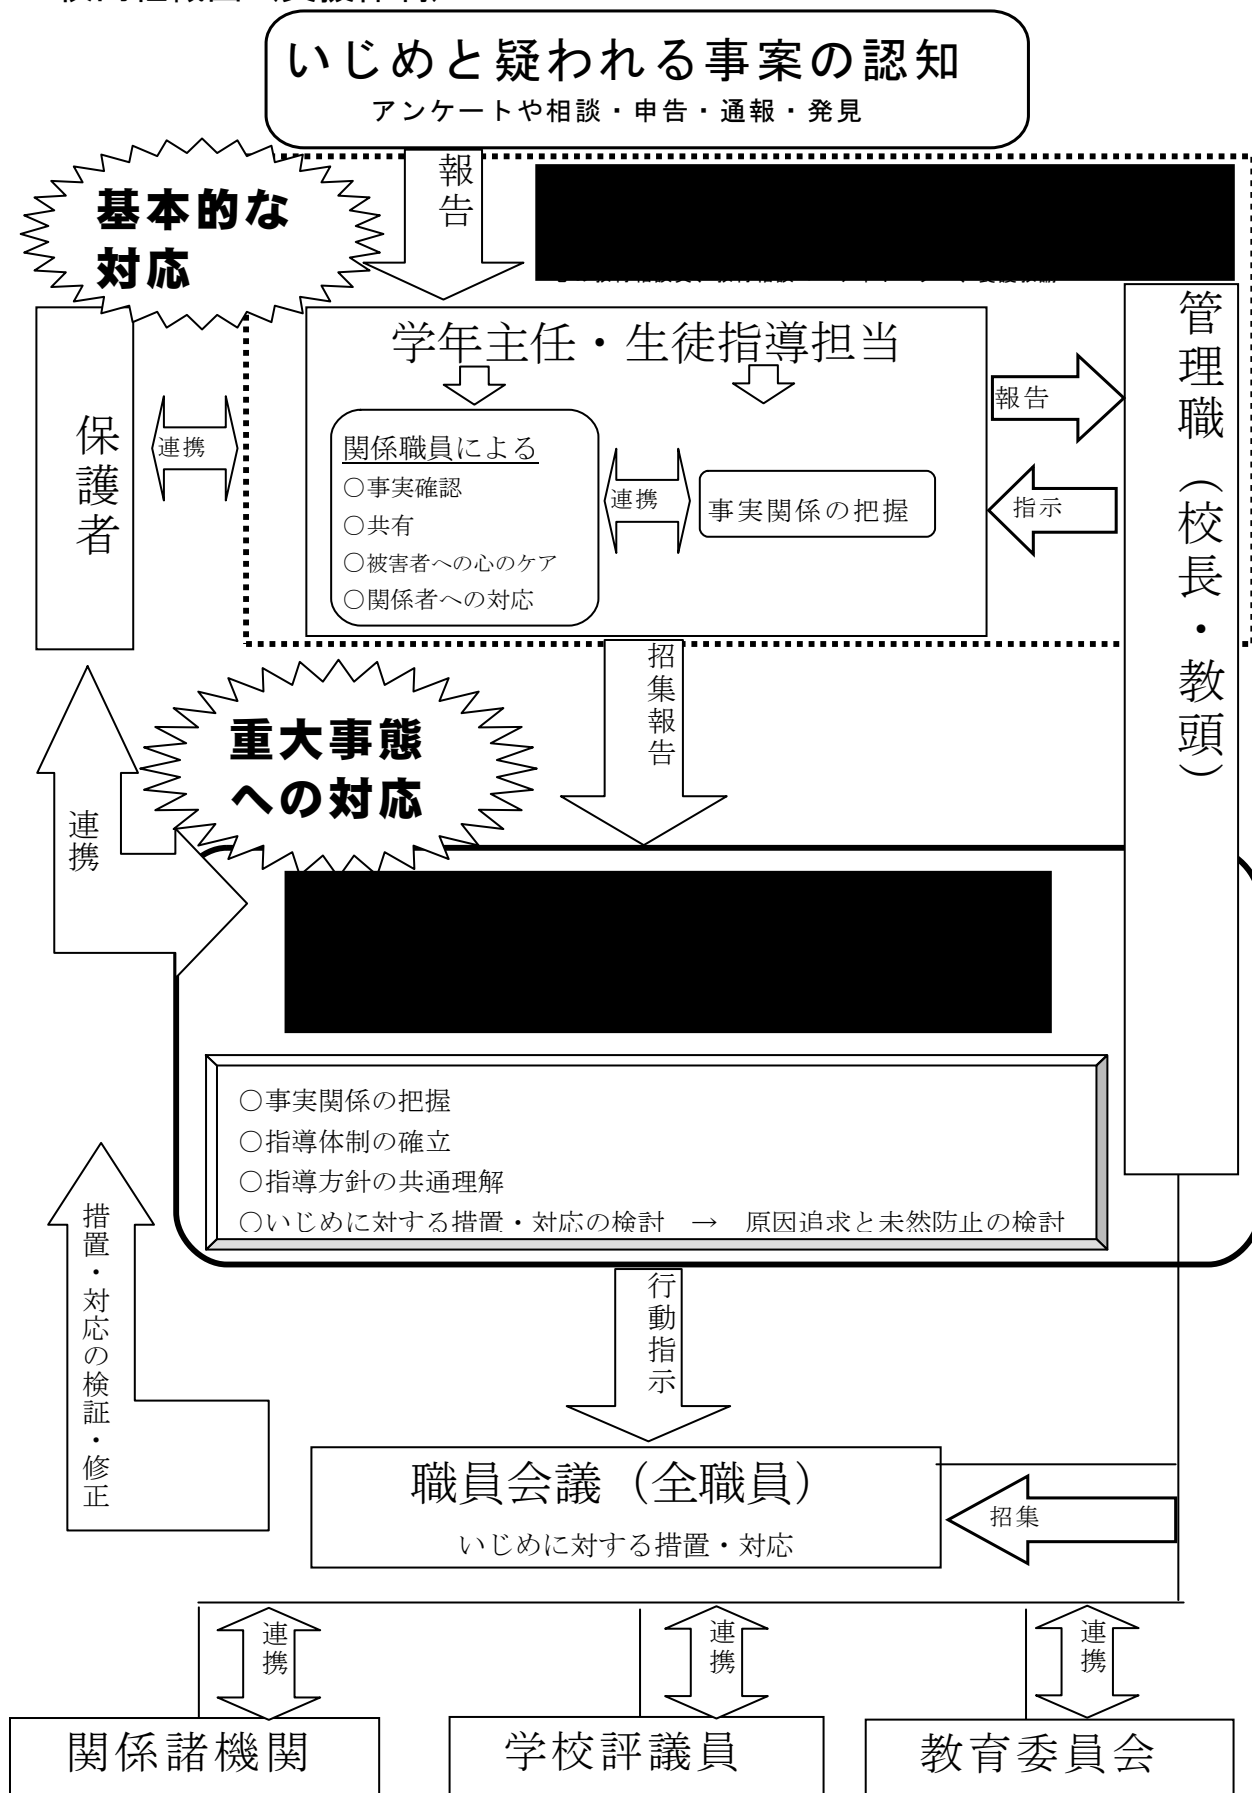 いじめと疑われる事案の認知
アンケートや相談・申告・通報・発見
報告
基本的な
対応
学年主任・生徒指導担当
関係職員による
○事実確認
○共有
○被害者への心のケア
○関係者への対応
連携
事実関係の把握
保護者
連携
報告
指示
管理職（校長・教頭）
招集報告
重大事態
への対応
連携
○事実関係の把握
○指導体制の確立
○指導方針の共通理解
○いじめに対する措置・対応の検討　→　原因追求と未然防止の検討
措置・対応の検証・修正
行動指示
職員会議（全職員）
いじめに対する措置・対応
招集
連携
連携
連携
関係諸機関
学校評議員
教育委員会